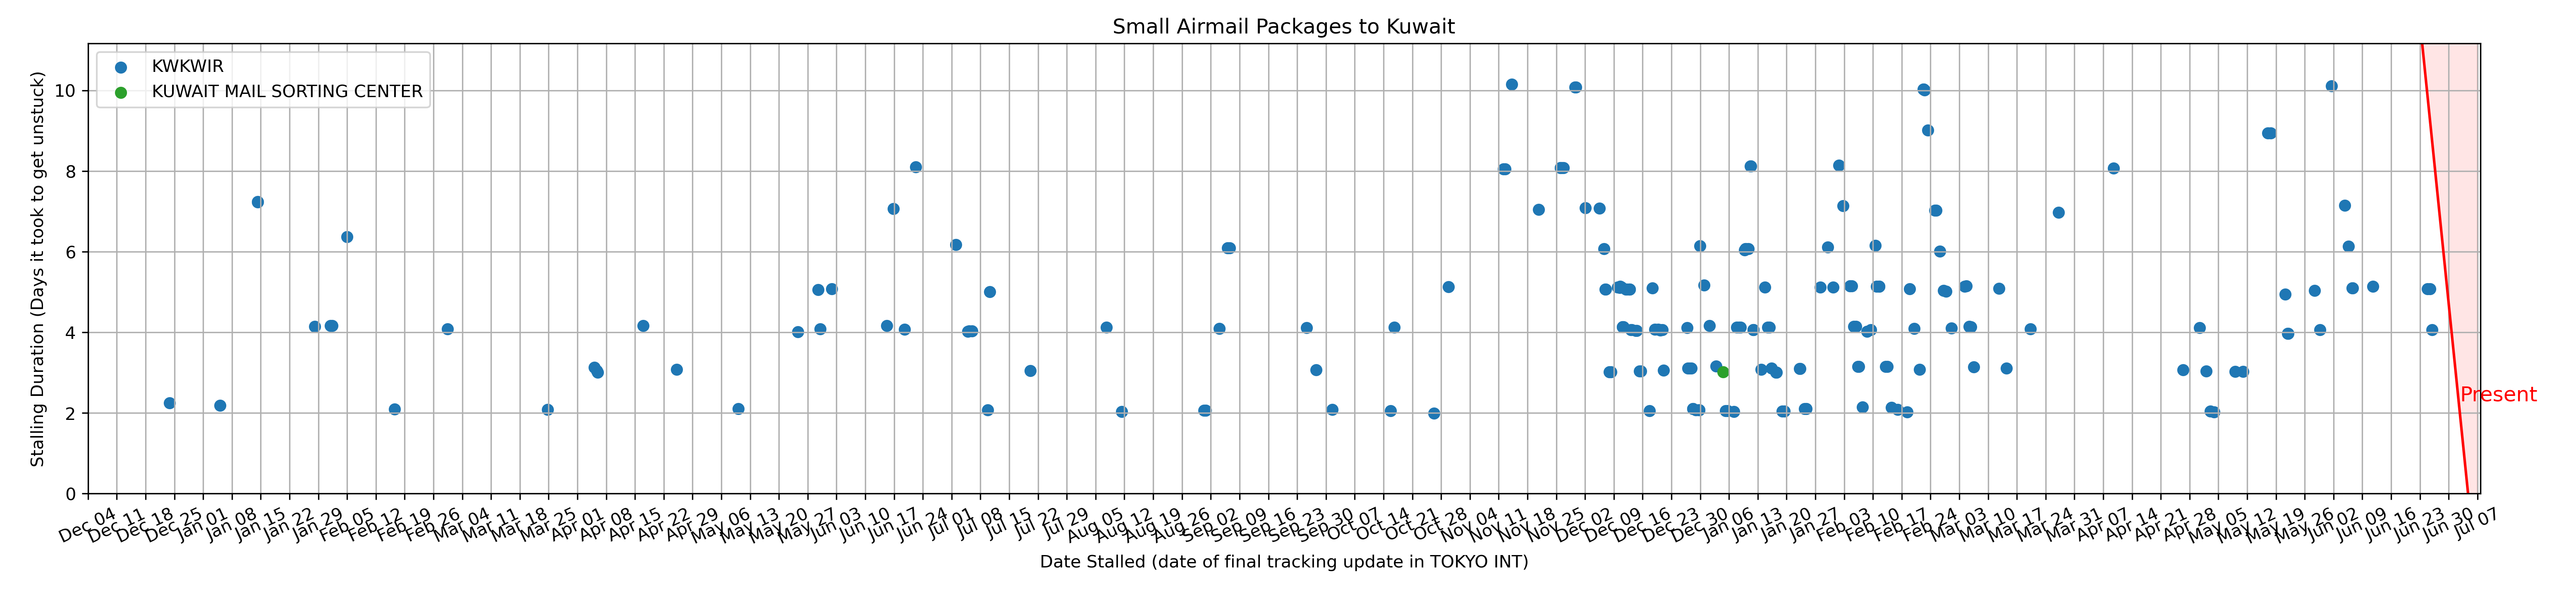 Small Airmail Packages to Kuwait
KWKWIR
KUWAIT MAIL SORTING CENTER
Stalling Duration (Days it took to get unstuck)
10
8
6
4
2
0
Present
Dec 04 Dec 11 Dec 18 Dec 25 Jan 01 Jan 08 Jan 15 Jan 22 Jan 29 Feb 05 Feb 12 Feb 19 Feb 26 Mar 04 Mar 11 Mar 18 Mar 25 Apr 01 Apr 08 Apr 15 Apr 22 Apr 29 May 06 May 13 May 20 May 27 Jun 03 Jun 10 Jun 17 Jun 24 Jul 01 Jul 08 Jul 15 Jul 22 Jul 29 Aug 05 Aug 12 Aug 19 Aug 26 Sep 02 Sep 09 Sep 16 Sep 23 Sep 30 Oct 07 Oct 14 Oct 21 Oct 28 Nov 04 Nov 11 Nov 18 Nov 25 Dec 02 Dec 09 Dec 16 Dec 23 Dec 30 Jan 06 Jan 13 Jan 20 Jan 27 Feb 03 Feb 10 Feb 17 Feb 24 Mar 03 Mar 10 Mar 17 Mar 24 Mar 31 Apr 07 Apr 14 Apr 21 Apr 28 May 05 May 12 May 19 May 26 Jun 02 Jun 09 Jun 16 Jun 23 Jun 30 Jul 07
Date Stalled (date of final tracking update in TOKYO INT)